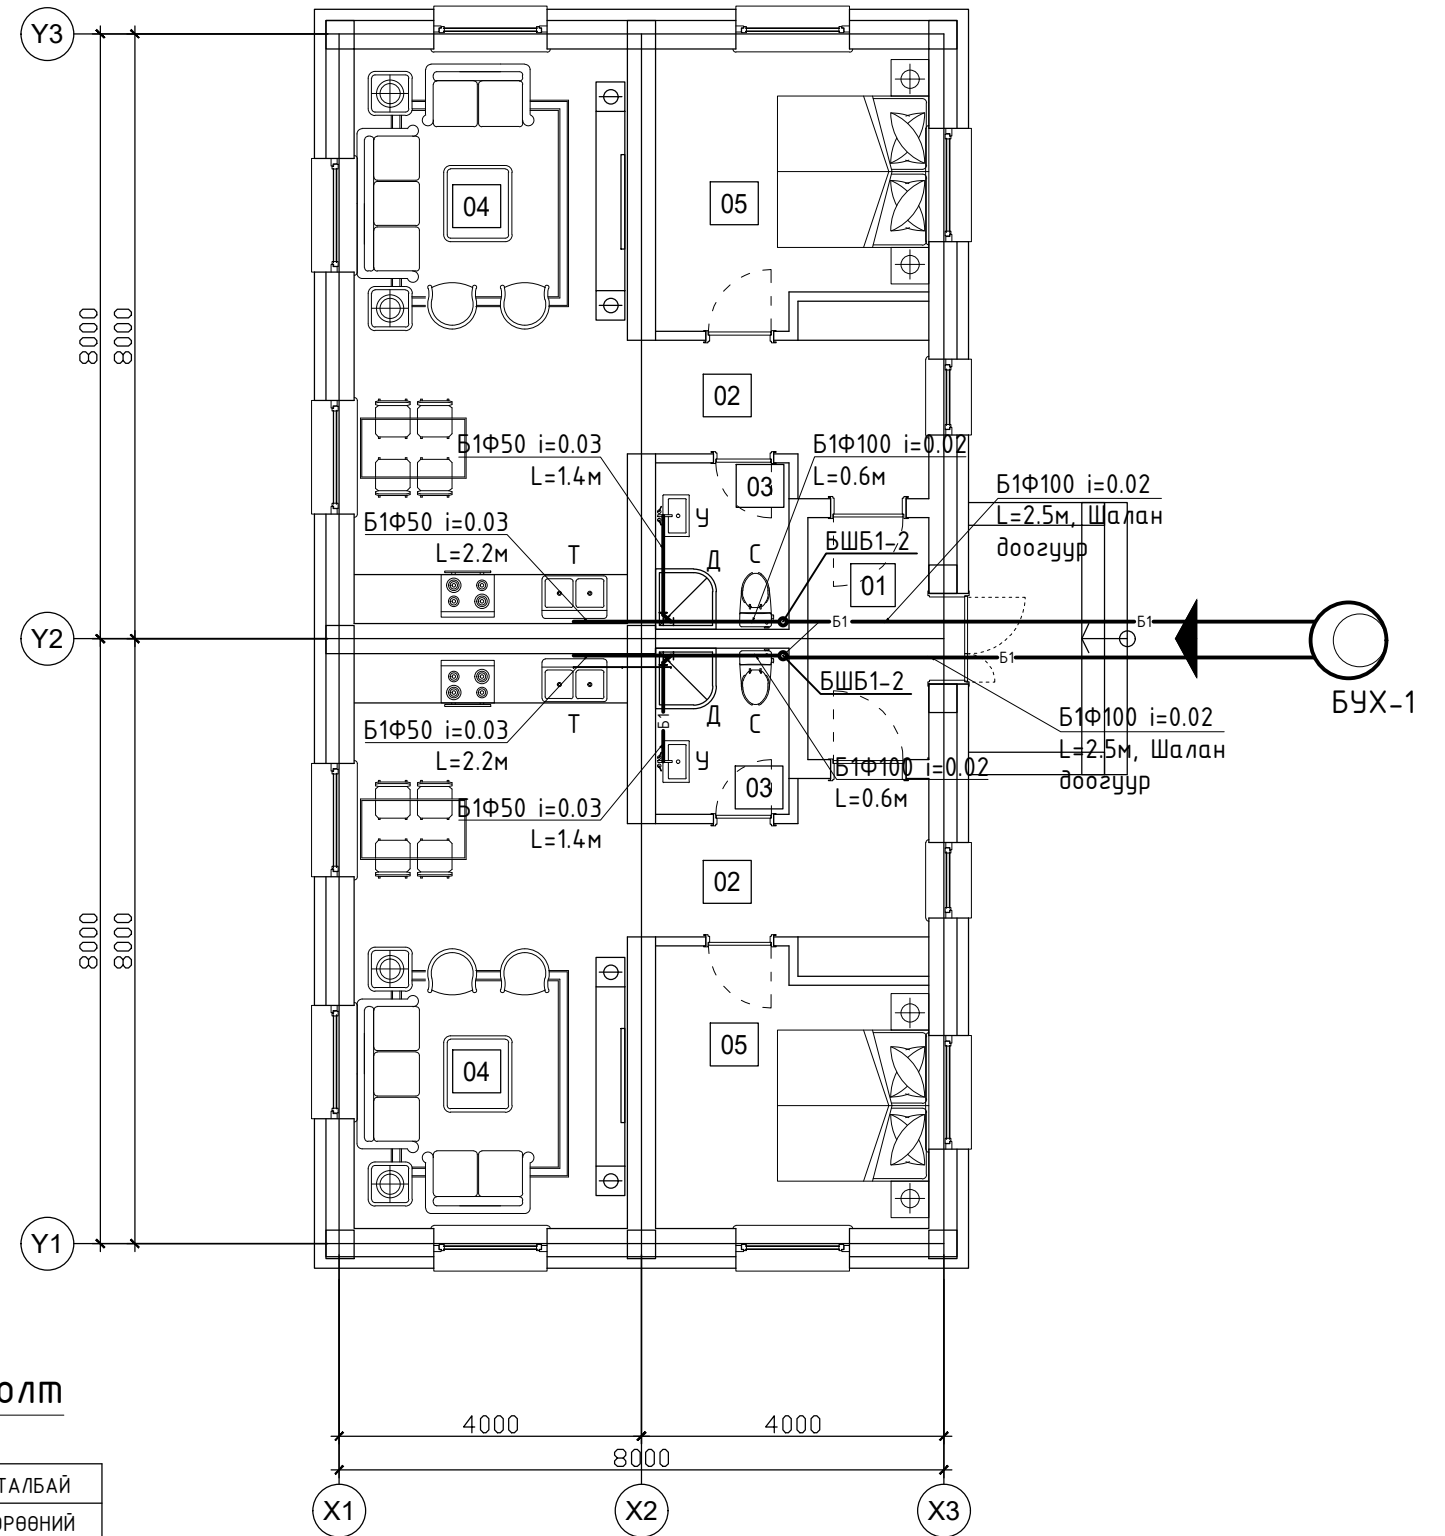 Y3
04
05
8000
8000
02
Б1Ф50 i=0.03
L=1.4м
Б1Ф100 i=0.02
L=0.6м
03
Б1Ф100 i=0.02
L=2.5м, Шалан
доогуур
Б1Ф50 i=0.03
L=2.2м
Т
У
Д
С
БШБ1-2
01
Y2
Б1
Б1
Б1
БУХ-1
Б1Ф50 i=0.03
L=2.2м
Т
Б1
Д
С
У
БШБ1-2
Б1Ф100 i=0.02
L=2.5м, Шалан
доогуур
Б1Ф100 i=0.02
L=0.6м
03
Б1Ф50 i=0.03
L=1.4м
02
8000
8000
04
05
Y1
4000
4000
8000
X1
X2
X3
ОЛТ
ТАЛБАЙ
ӨРӨӨНИЙ